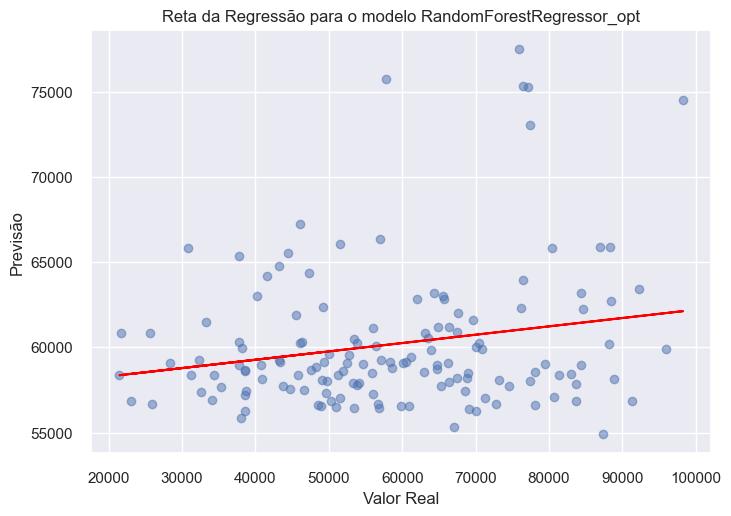 Reta da Regressão para o modelo RandomForestRegressor_opt
75000
70000
65000
60000
55000
Previsão
20000 30000 40000 50000 60000 70000 80000 90000 100000
Valor Real